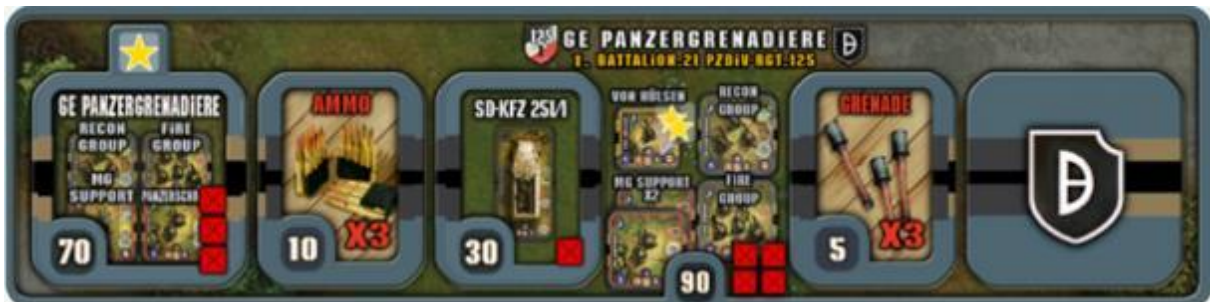 125
GE PANZERGRENADIERE
1. BATTALION-21 PZDIV-RGT.125
GE PANZERGRENADIERE
RECON GROUP
FIRE GROUP
MG SUPPORT
PANZERSCHR
70
AMMO
X3
10
SD-KFZ 251/1
30
VON HÜLSEN
RECON GROUP
MG SUPPORT X2
FIRE GROUP
90
GRENADE
X3
5